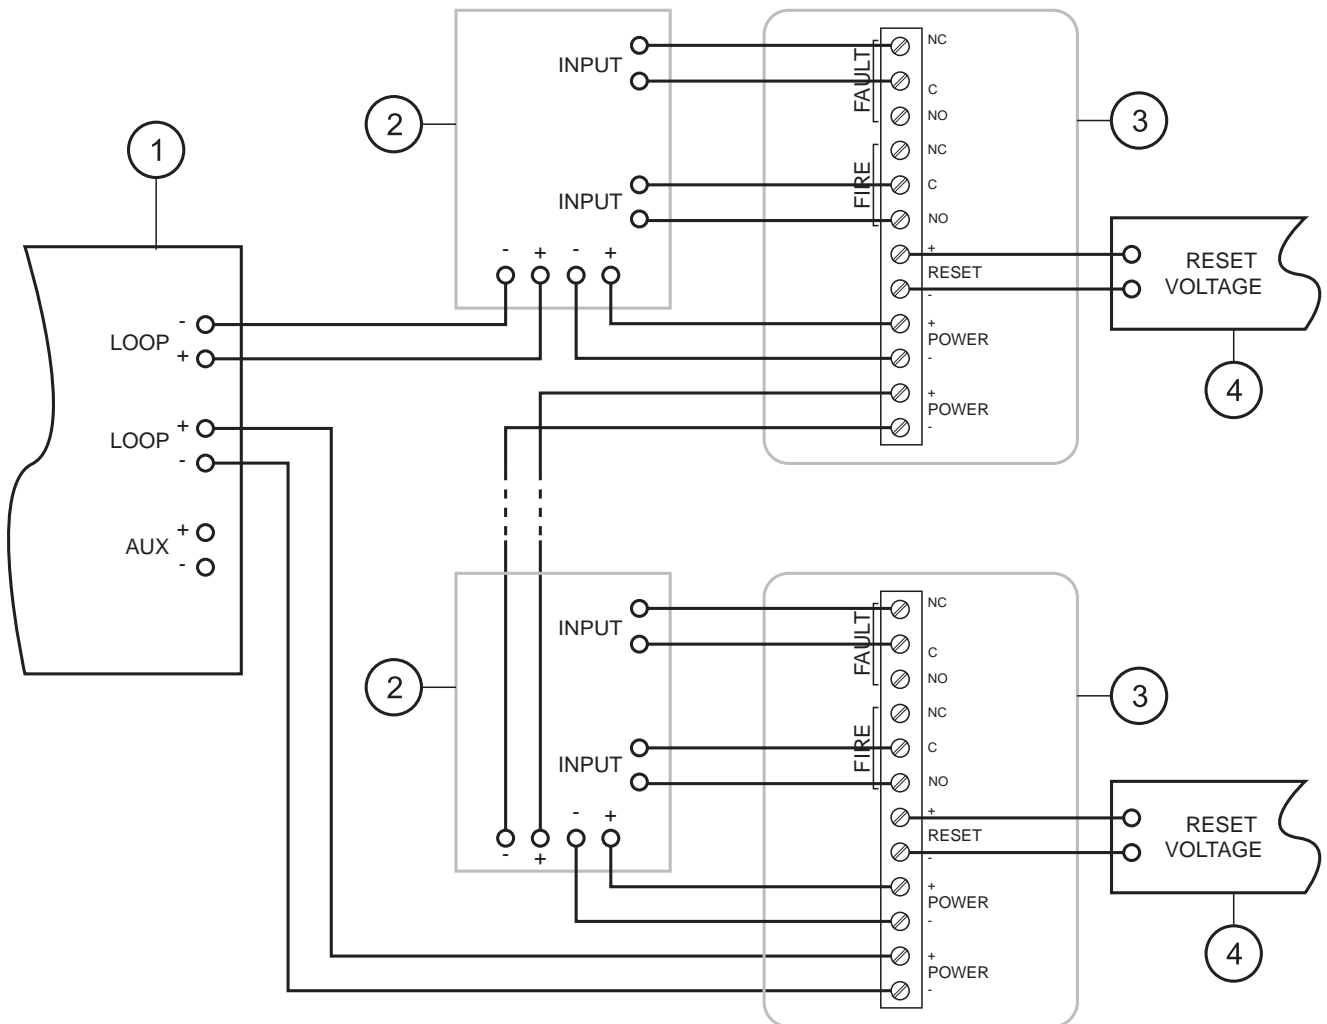 1
LOOP
-
+
LOOP
+
-
AUX
+
-
2
INPUT
INPUT
- + - +
3
FAULT
NC
C
NO
FIRE
NC
C
NO
+
RESET
-
+
POWER
-
+
POWER
-
RESET
VOLTAGE
4
2
INPUT
INPUT
- + - +
3
FAULT
NC
C
NO
FIRE
NC
C
NO
+
RESET
-
+
POWER
-
+
POWER
-
RESET
VOLTAGE
4